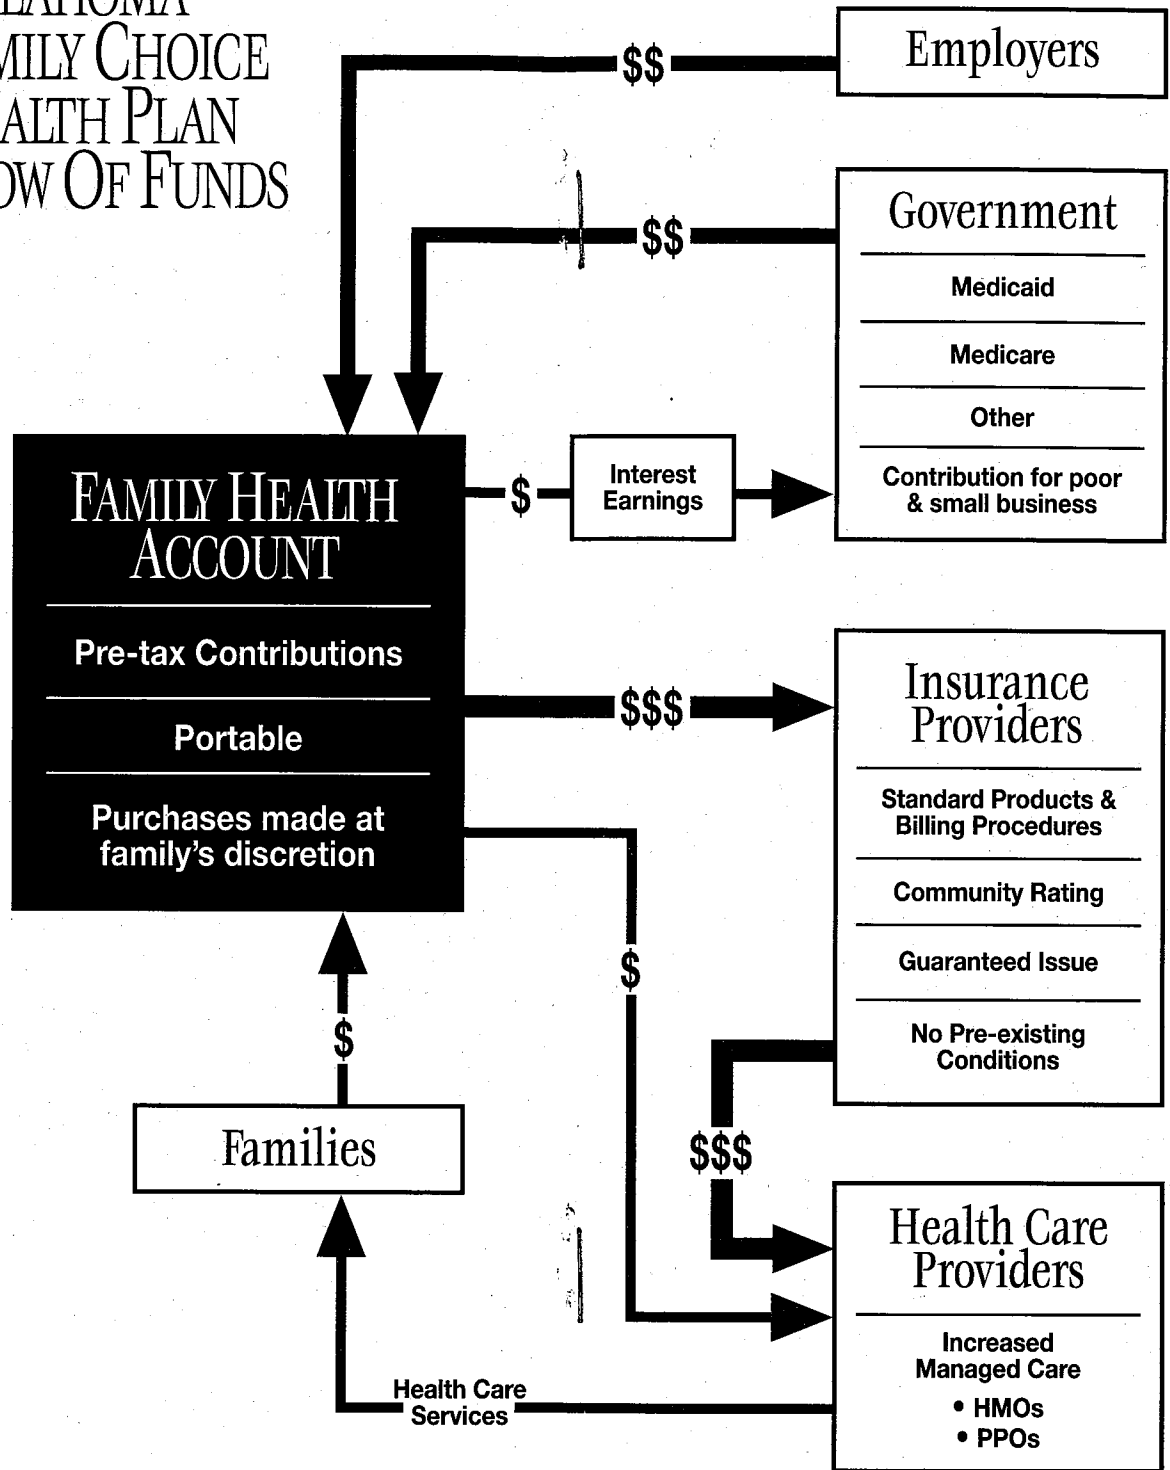 LAHOMA
MILY CHOICE
ALTH PLAN
OW OF FUNDS
$$
Employers
$$
Government
Medicaid
Medicare
Other
Contribution for poor
& small business
FAMILY HEALTH
ACCOUNT
Pre-tax Contributions
Portable
Purchases made at
family's discretion
$
Interest
Earnings
$$$
Insurance
Providers
Standard Products &
Billing Procedures
Community Rating
Guaranteed Issue
No Pre-existing
Conditions
$
$
Families
$$$
Health Care
Providers
Increased
Managed Care
• HMOs
• PPOs
Health Care
Services